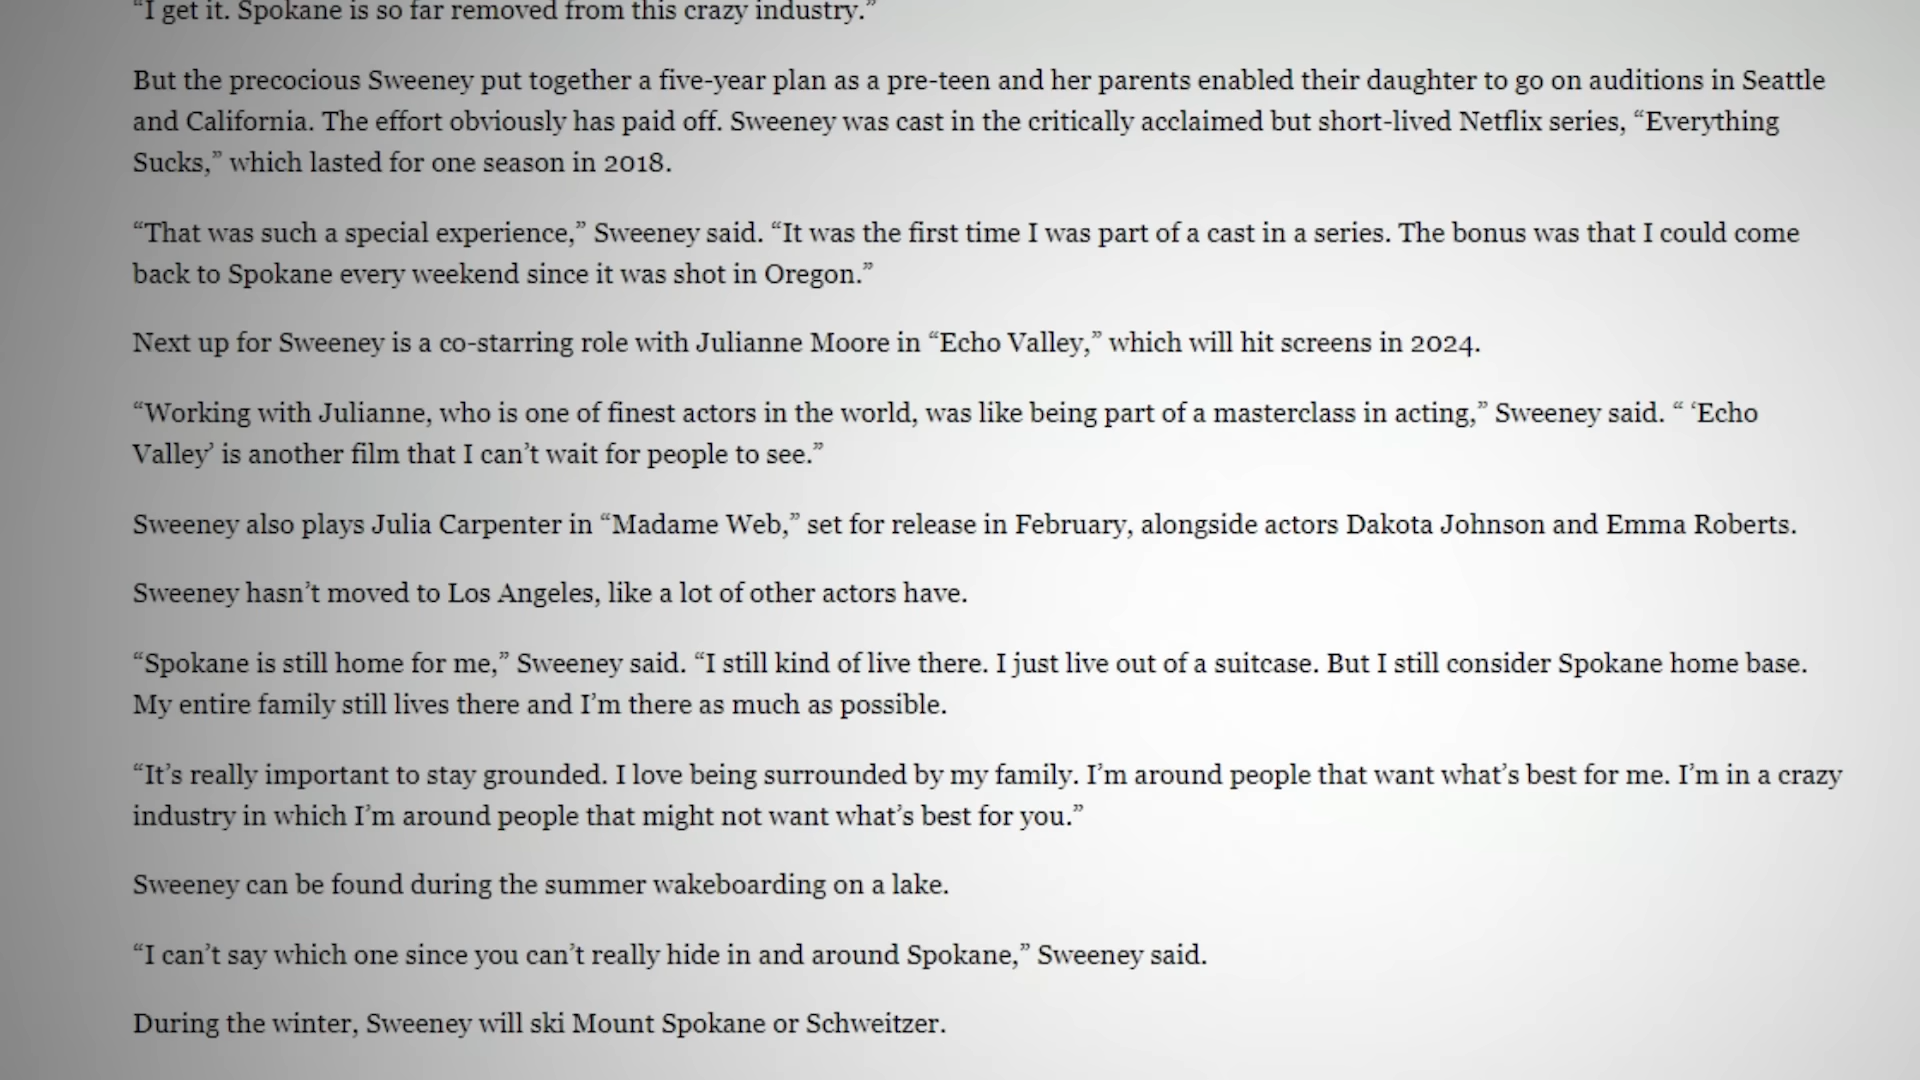 “I get it. Spokane is so far removed from this crazy industry.”
But the precocious Sweeney put together a five-year plan as a pre-teen and her parents enabled their daughter to go on auditions in Seattle
and California. The effort obviously has paid off. Sweeney was cast in the critically acclaimed but short-lived Netflix series, “Everything
Sucks,” which lasted for one season in 2018.
“That was such a special experience,” Sweeney said. “It was the first time I was part of a cast in a series. The bonus was that I could come
back to Spokane every weekend since it was shot in Oregon.”
Next up for Sweeney is a co-starring role with Julianne Moore in “Echo Valley,” which will hit screens in 2024.
“Working with Julianne, who is one of finest actors in the world, was like being part of a masterclass in acting,” Sweeney said. “ ‘Echo
Valley’ is another film that I can’t wait for people to see.”
Sweeney also plays Julia Carpenter in “Madame Web,” set for release in February, alongside actors Dakota Johnson and Emma Roberts.
Sweeney hasn’t moved to Los Angeles, like a lot of other actors have.
“Spokane is still home for me,” Sweeney said. “I still kind of live there. I just live out of a suitcase. But I still consider Spokane home base.
My entire family still lives there and I’m there as much as possible.
“It’s really important to stay grounded. I love being surrounded by my family. I’m around people that want what’s best for me. I’m in a crazy
industry in which I’m around people that might not want what’s best for you.”
Sweeney can be found during the summer wakeboarding on a lake.
“I can’t say which one since you can’t really hide in and around Spokane,” Sweeney said.
During the winter, Sweeney will ski Mount Spokane or Schweitzer.